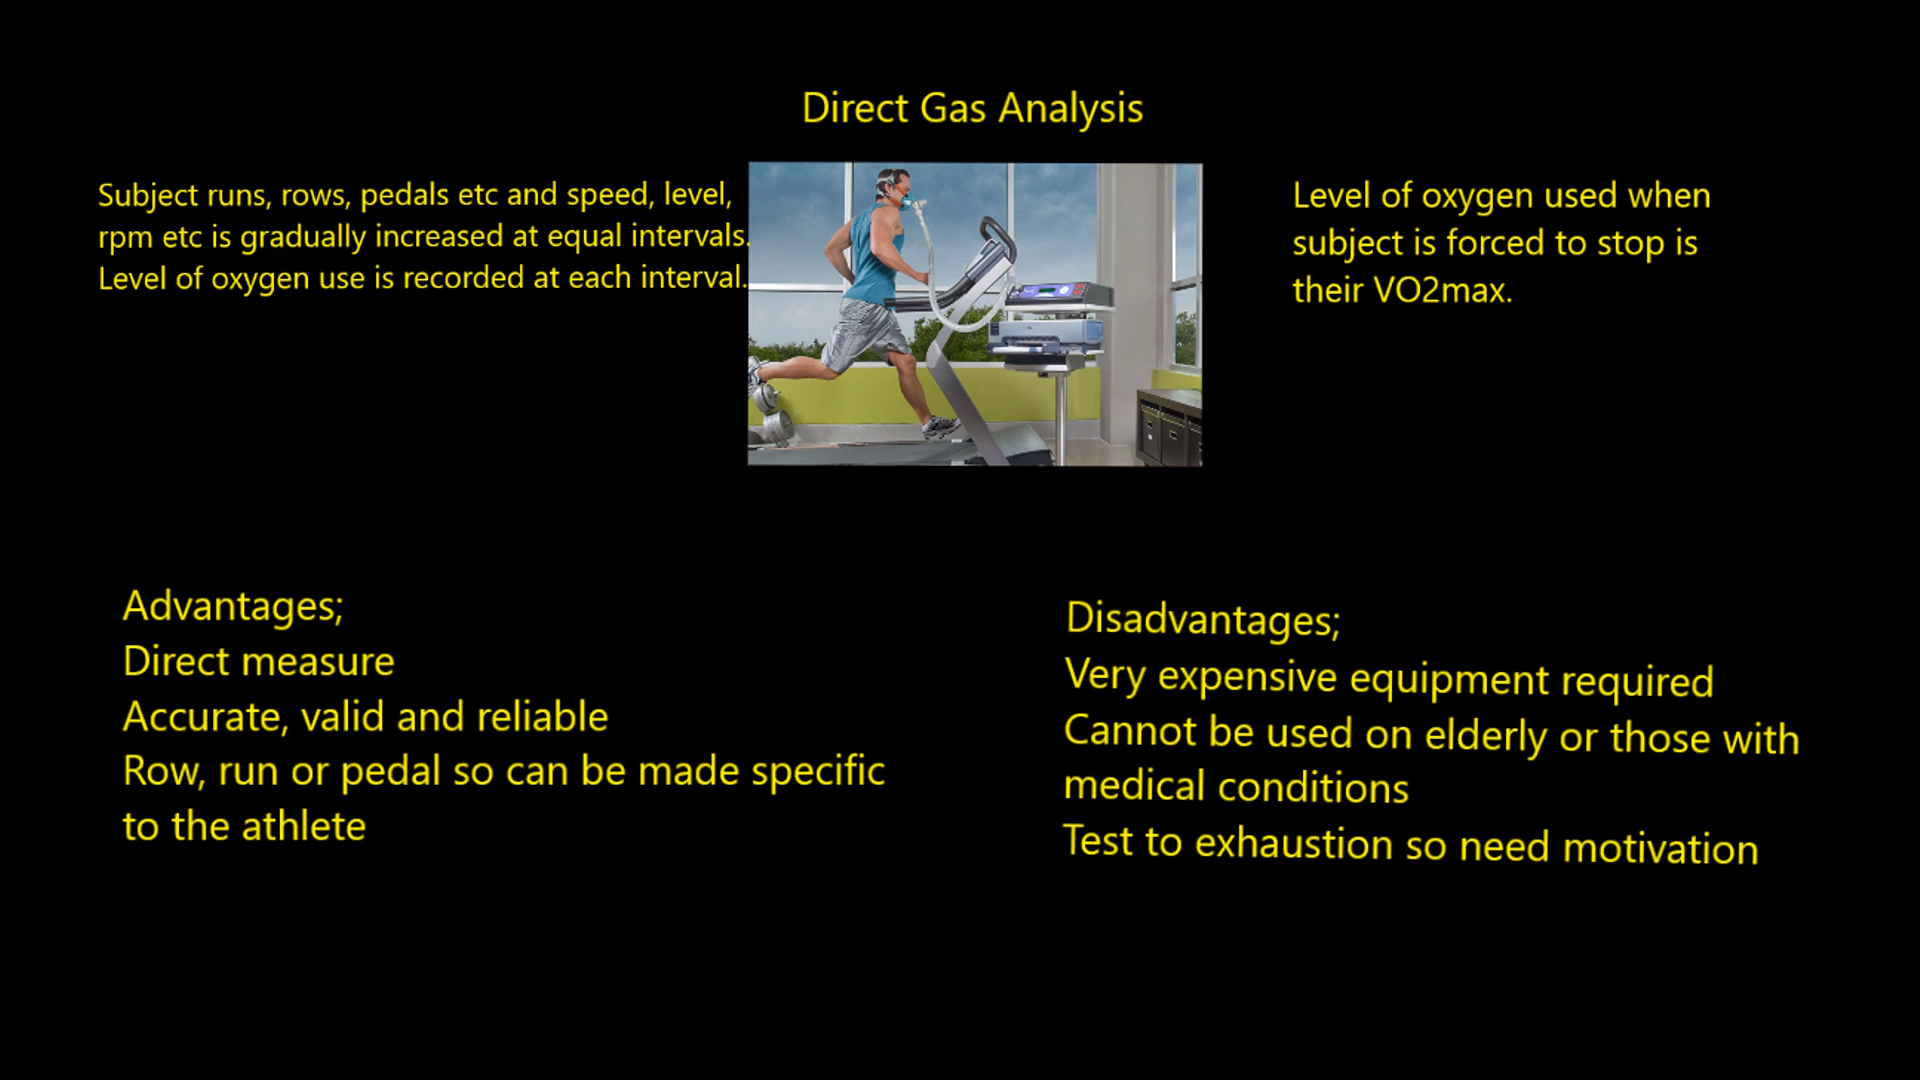 Direct Gas Analysis
Subject runs, rows, pedals etc and speed, level,
rpm etc is gradually increased at equal intervals.
Level of oxygen use is recorded at each interval.
Level of oxygen used when
subject is forced to stop is
their VO2max.
Advantages;
Direct measure
Accurate, valid and reliable
Row, run or pedal so can be made specific
to the athlete
Disadvantages;
Very expensive equipment required
Cannot be used on elderly or those with
medical conditions
Test to exhaustion so need motivation